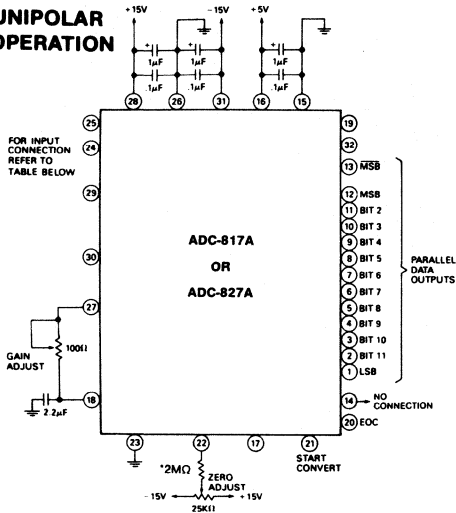 UNIPOLAR
OPERATION
+15V
-15V
+5V
+
1μF
+
1μF
+
1μF
.1μF
.1μF
.1μF
28
26
31
16
15
25
FOR INPUT
CONNECTION
REFER TO
TABLE BELOW
24
29
30
27
GAIN
ADJUST
100Ω
18
2.2μF
ADC-817A
OR
ADC-827A
19
32
13 MSB
12 MSB
11 BIT 2
10 BIT 3
9 BIT 4
8 BIT 5
7 BIT 6
6 BIT 7
5 BIT 8
4 BIT 9
3 BIT 10
2 BIT 11
1 LSB
PARALLEL
DATA
OUTPUTS
14 NO
CONNECTION
20 EOC
23
22
17
21
START
CONVERT
*2MΩ
ZERO
ADJUST
-15V
+15V
25KΩ